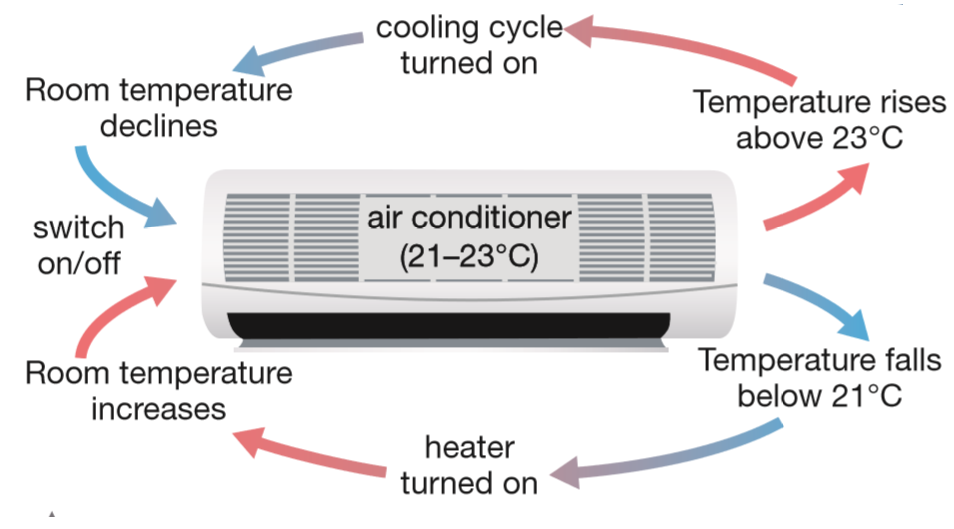 cooling cycle
turned on
Room temperature
declines
Temperature rises
above 23°C
switch
on/off
air conditioner
(21–23°C)
Room temperature
increases
Temperature falls
below 21°C
heater
turned on